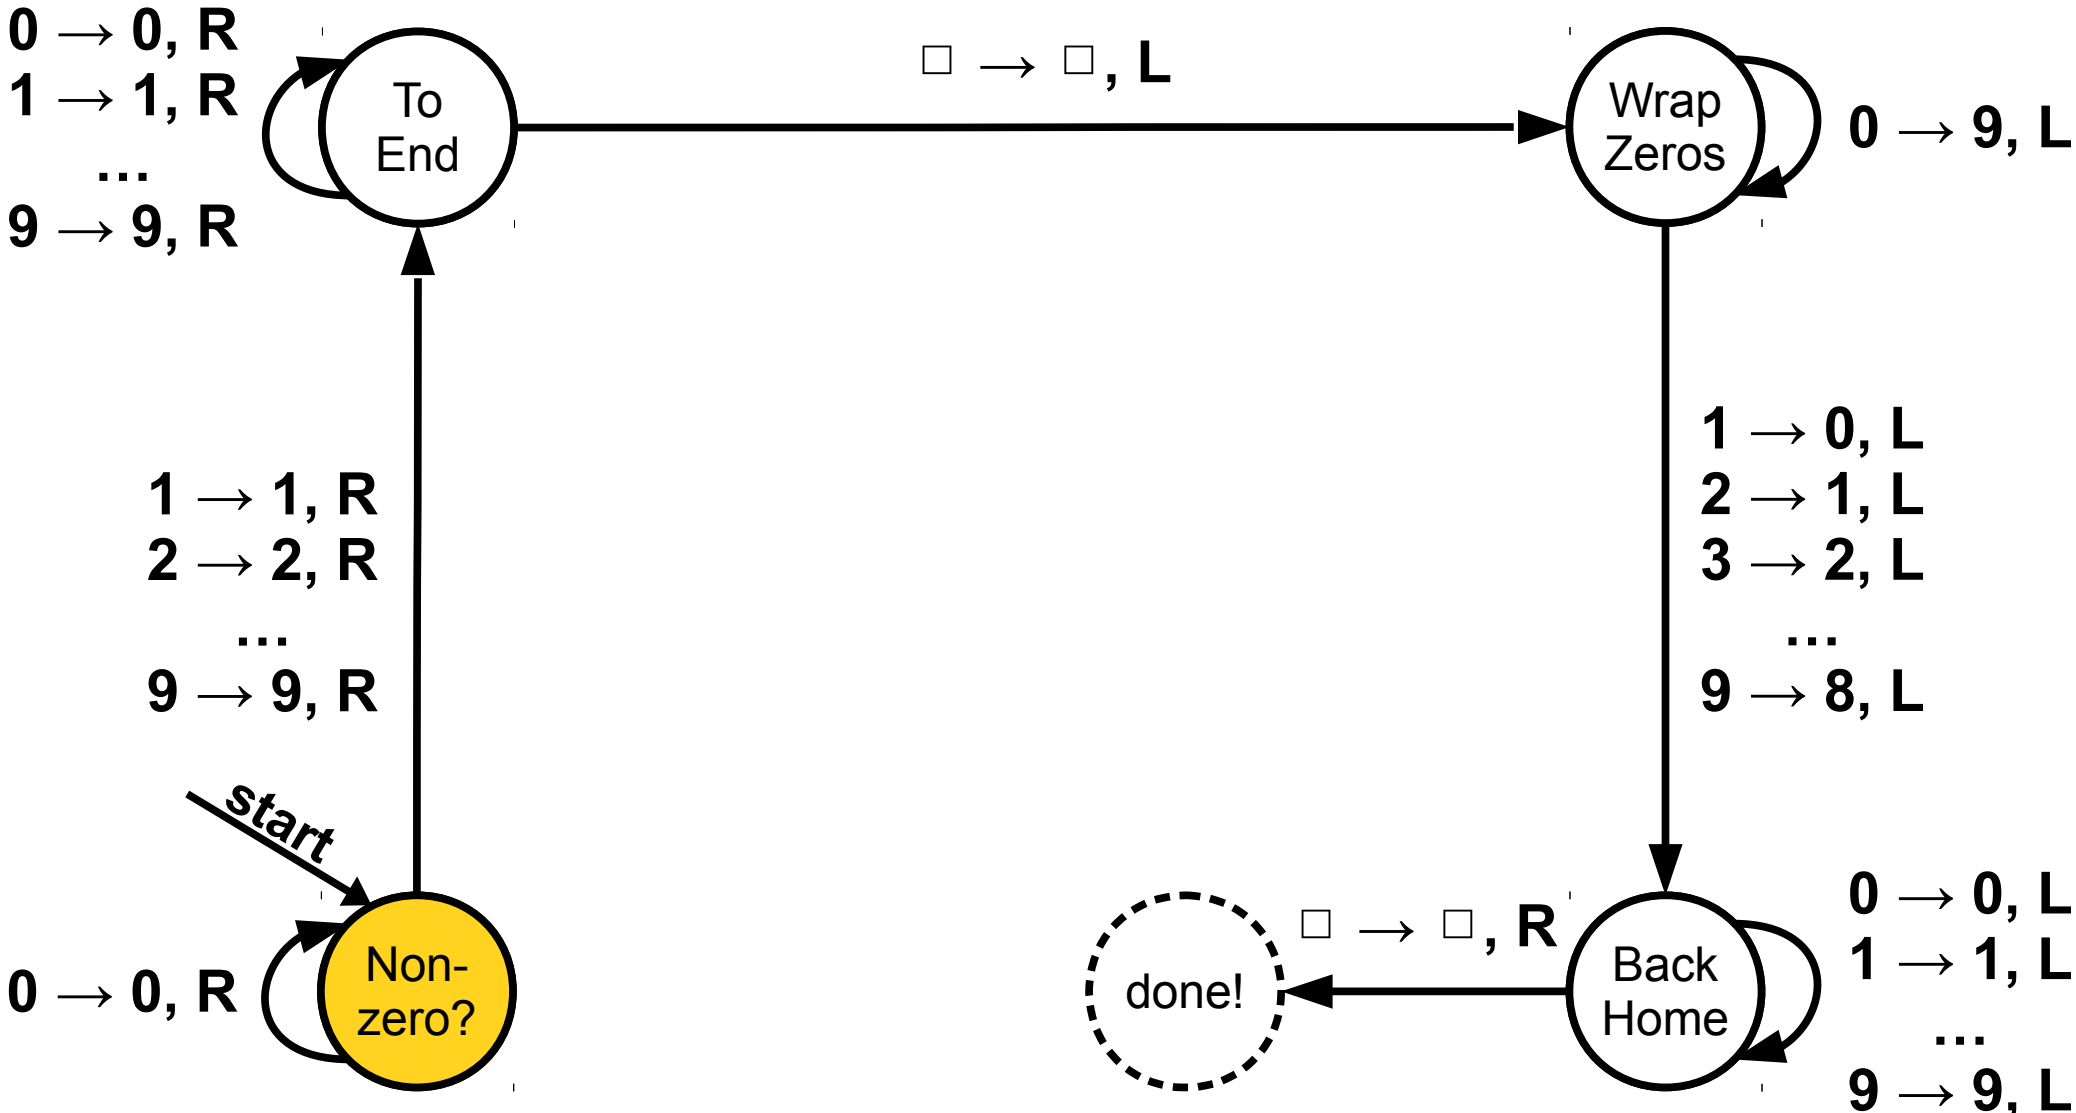 0 → 0, R
1 → 1, R
...
9 → 9, R
To
End
□ → □, L
Wrap
Zeros
0 → 9, L
1 → 1, R
2 → 2, R
...
9 → 9, R
1 → 0, L
2 → 1, L
3 → 2, L
...
9 → 8, L
start
Non-
zero?
0 → 0, R
done!
□ → □, R
Back
Home
0 → 0, L
1 → 1, L
...
9 → 9, L